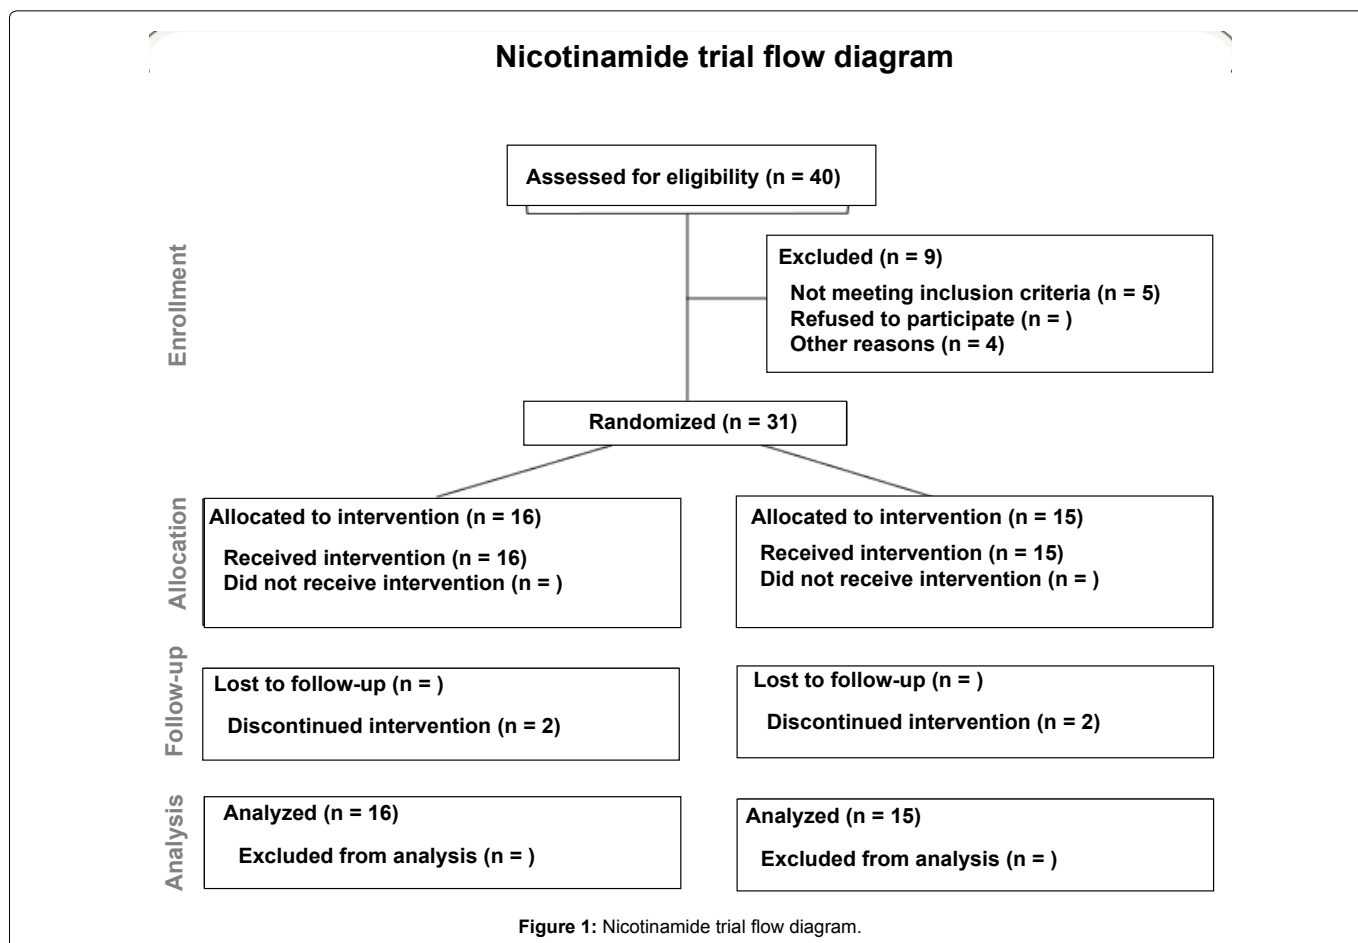 Nicotinamide trial flow diagram
Assessed for eligibility (n = 40)
Enrollment
Excluded (n = 9)
Not meeting inclusion criteria (n = 5)
Refused to participate (n = )
Other reasons (n = 4)
Randomized (n = 31)
Allocation
Allocated to intervention (n = 16)
Received intervention (n = 16)
Did not receive intervention (n = )
Allocated to intervention (n = 15)
Received intervention (n = 15)
Did not receive intervention (n = )
Follow-up
Lost to follow-up (n = )
Discontinued intervention (n = 2)
Lost to follow-up (n = )
Discontinued intervention (n = 2)
Analysis
Analyzed (n = 16)
Excluded from analysis (n = )
Analyzed (n = 15)
Excluded from analysis (n = )
Figure 1: Nicotinamide trial flow diagram.